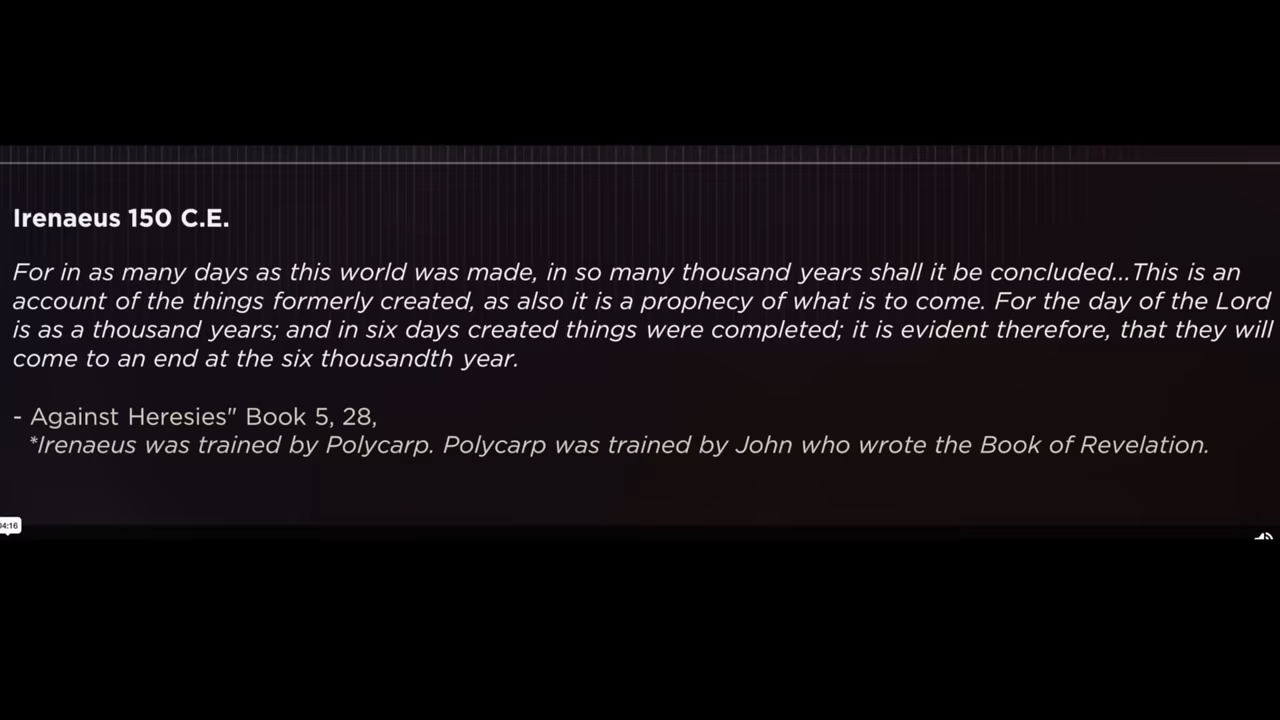 Irenaeus 150 C.E.
For in as many days as this world was made, in so many thousand years shall it be concluded...This is an
account of the things formerly created, as also it is a prophecy of what is to come. For the day of the Lord
is as a thousand years; and in six days created things were completed; it is evident therefore, that they will
come to an end at the six thousandth year.
- Against Heresies" Book 5, 28,
*Irenaeus was trained by Polycarp. Polycarp was trained by John who wrote the Book of Revelation.
04:16